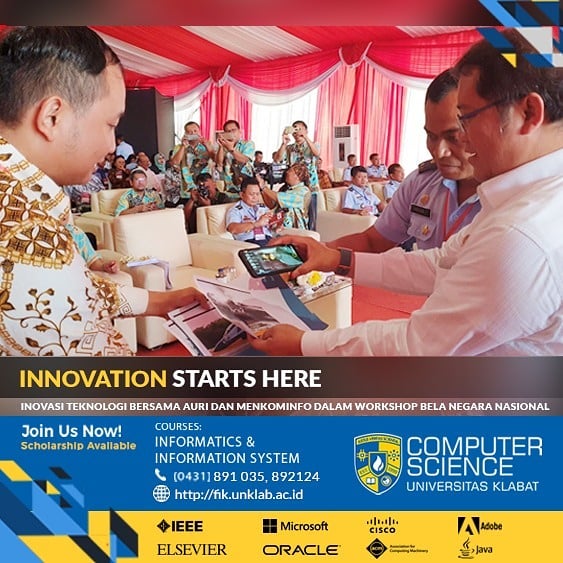 INNOVATION STARTS HERE
INOVASI TEKNOLOGI BERSAMA AURI DAN MENKOMINFO DALAM WORKSHOP BELA NEGARA NASIONAL
Join Us Now!
Scholarship Available
COURSES:
INFORMATICS &
INFORMATION SYSTEM
(0431) 891 035, 892124
http://fik.unklab.ac.id
COMPUTER
SCIENCE
UNIVERSITAS KLABAT
IEEE
Microsoft
CISCO
Adobe
ELSEVIER
ORACLE
acm
Association for
Computing Machinery
Java